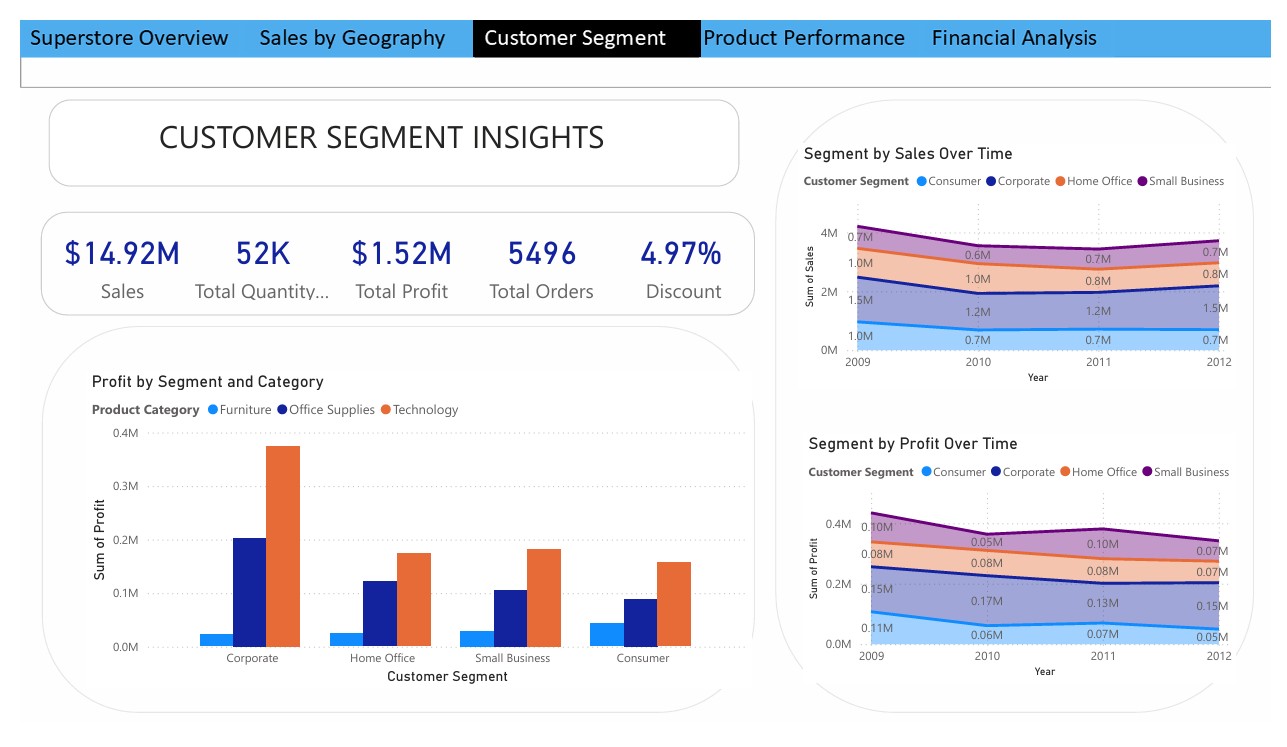 Superstore Overview Sales by Geography Customer Segment Product Performance Financial Analysis
CUSTOMER SEGMENT INSIGHTS
$14.92M 52K $1.52M 5496 4.97%
Sales Total Quantity... Total Profit Total Orders Discount
Profit by Segment and Category
Product Category Furniture Office Supplies Technology
Sum of Profit
0.4M
0.3M
0.2M
0.1M
0.0M
Corporate Home Office Small Business Consumer
Customer Segment
Segment by Sales Over Time
Customer Segment Consumer Corporate Home Office Small Business
Sum of Sales
4M
2M
0M
0.7M 0.6M 0.7M 0.7M
1.0M 1.0M 0.8M 0.8M
1.5M 1.2M 1.2M 1.5M
1.0M 0.7M 0.7M 0.7M
2009 2010 2011 2012
Year
Segment by Profit Over Time
Customer Segment Consumer Corporate Home Office Small Business
Sum of Profit
0.4M
0.2M
0.0M
0.10M 0.05M 0.10M 0.07M
0.08M 0.08M 0.08M 0.07M
0.15M 0.17M 0.13M 0.15M
0.11M 0.06M 0.07M 0.05M
2009 2010 2011 2012
Year